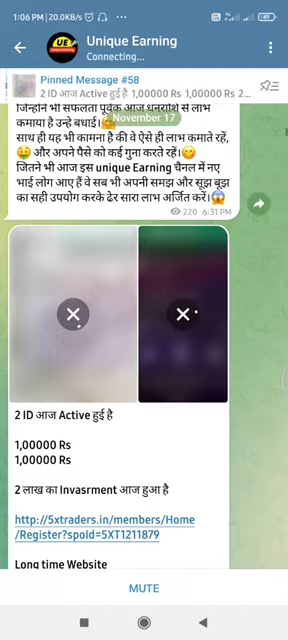 1:06 PM | 20.0KB/s
Unique Earning
Connecting...
Pinned Message #58
2 ID आज Active हुई है 1,00000 Rs 1,00000 Rs 2...
जिन्होंने भी सफलता पूर्वक आज धनराशि से लाभ
कमाया है उन्हे बधाई।
November 17
साथ ही यह भी कामना है की वे ऐसे ही लाभ कमाते रहें,
और अपने पैसे को कई गुना करते रहें।
जितने भी आज इस unique Earning चैनल में नए
भाई लोग आए हैं वे सब भी अपनी समझ और सूझ बूझ
का सही उपयोग करके ढेर सारा लाभ अर्जित करें।
220 6:31 PM
2 ID आज Active हुई है
1,00000 Rs
1,00000 Rs
2 लाख का Invasrment आज हुआ है
http://5xtraders.in/members/Home
/Register?spoId=5XT1211879
Long time Website
MUTE